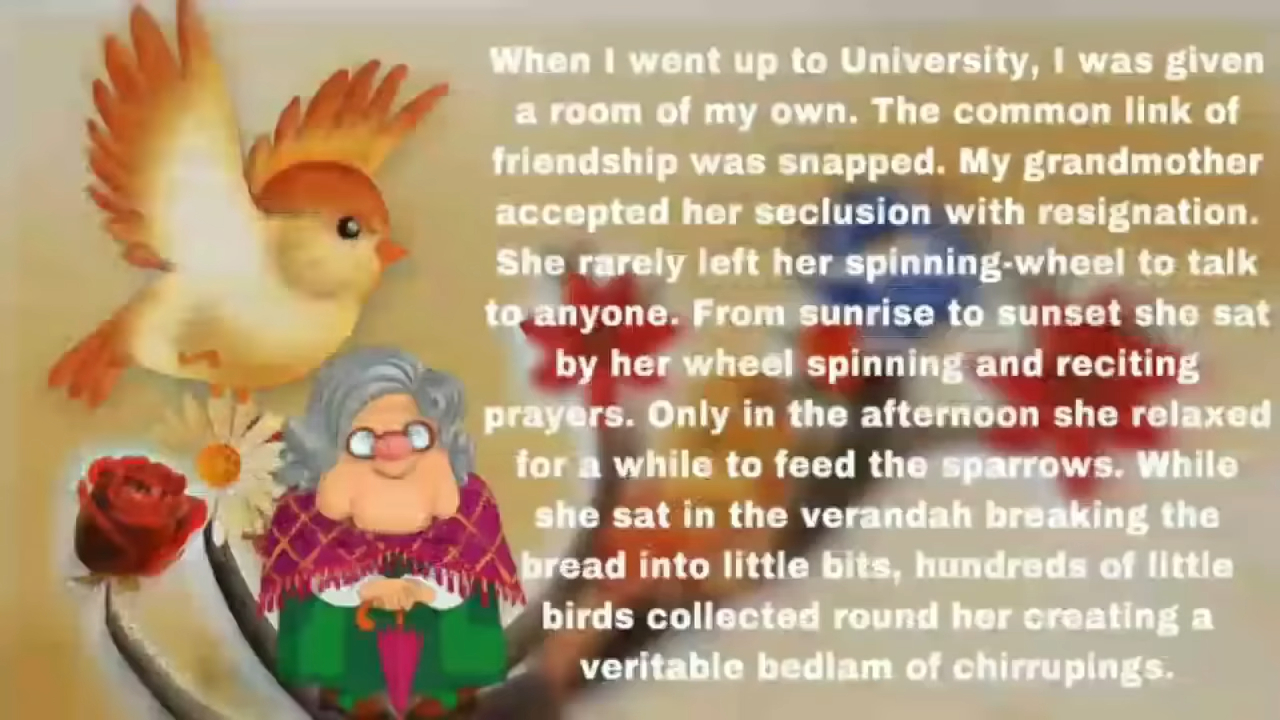 When I went up to University, I was given
a room of my own. The common link of
friendship was snapped. My grandmother
accepted her seclusion with resignation.
She rarely left her spinning-wheel to talk
to anyone. From sunrise to sunset she sat
by her wheel spinning and reciting
prayers. Only in the afternoon she relaxed
for a while to feed the sparrows. While
she sat in the verandah breaking the
bread into little bits, hundreds of little
birds collected round her creating a
veritable bedlam of chirrupings.